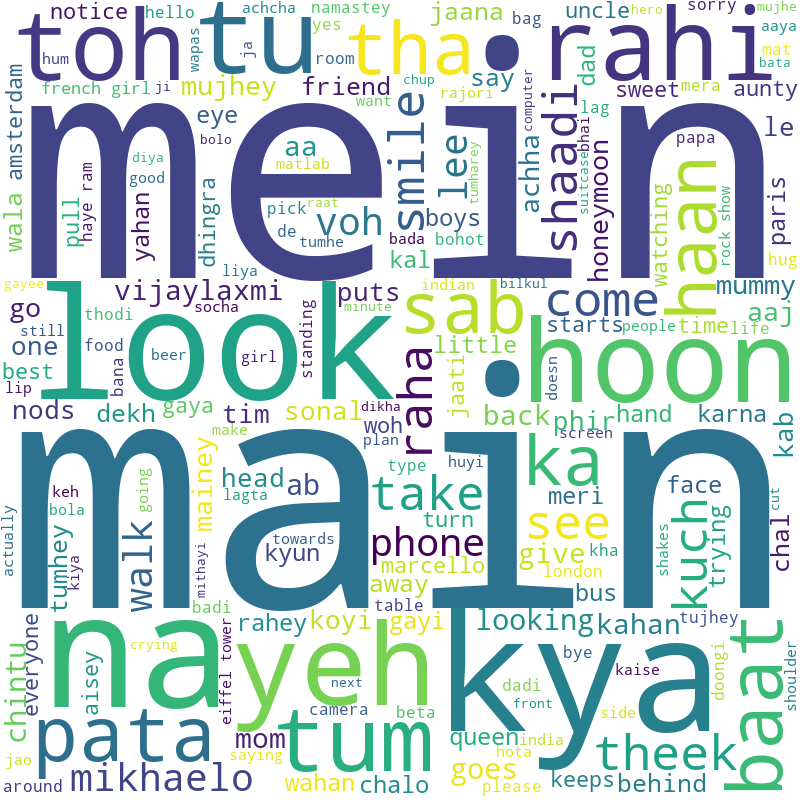 notice hello achcha namastey jaana uncle sorry mujhe
toh tu tha rahi
hum wapas yes bag hero aaya
french girl ji ja room chup say dad mat bata
amsterdam mujhey friend want rajori computer sweet mera aunty
eye smile lee shaadi bhai lag le
mein
bolo aa achha suitcase papa
wala pull haye ram diya good yahan matlab raat pick voh boys tumharey honeymoon watching haan rock show paris
dhingra de tumhe bada bohot hug
gayee liya kal indian bilkul mummy
vijaylaxmi puts sab come
go socha minute starts people time life aaj
still thodi
look hoon
one food beer girl standing little
best bana raha jaati doesn kab
lip
nods dekh gaya tim sonal dikha woh back phir hand karna
make plan screen
main
actually keh bola going mainey head ab type huyi ka meri face chal cut
tumhey kiya walk lagta take turn see kuch trying
towards kyun phone give kha shakes
mithayi marcello london
badi away table bus
na yeh kya baat
chintu everyone rahey koyi gayi looking kahan tujhey
aisey crying eiffel tower bye kaise doongi shoulder
next dadi front side
pata camera beta tum
mom queen india theek
jao saying hota
around mikhaelo wahan chalo goes please keeps behind